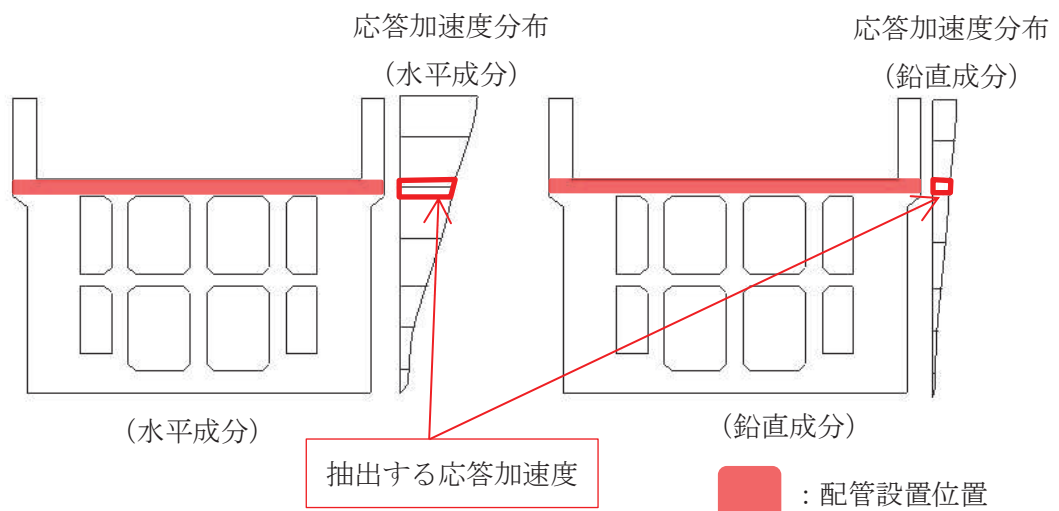 応答加速度分布
（水平成分）
応答加速度分布
（鉛直成分）
（水平成分）
（鉛直成分）
抽出する応答加速度
：配管設置位置